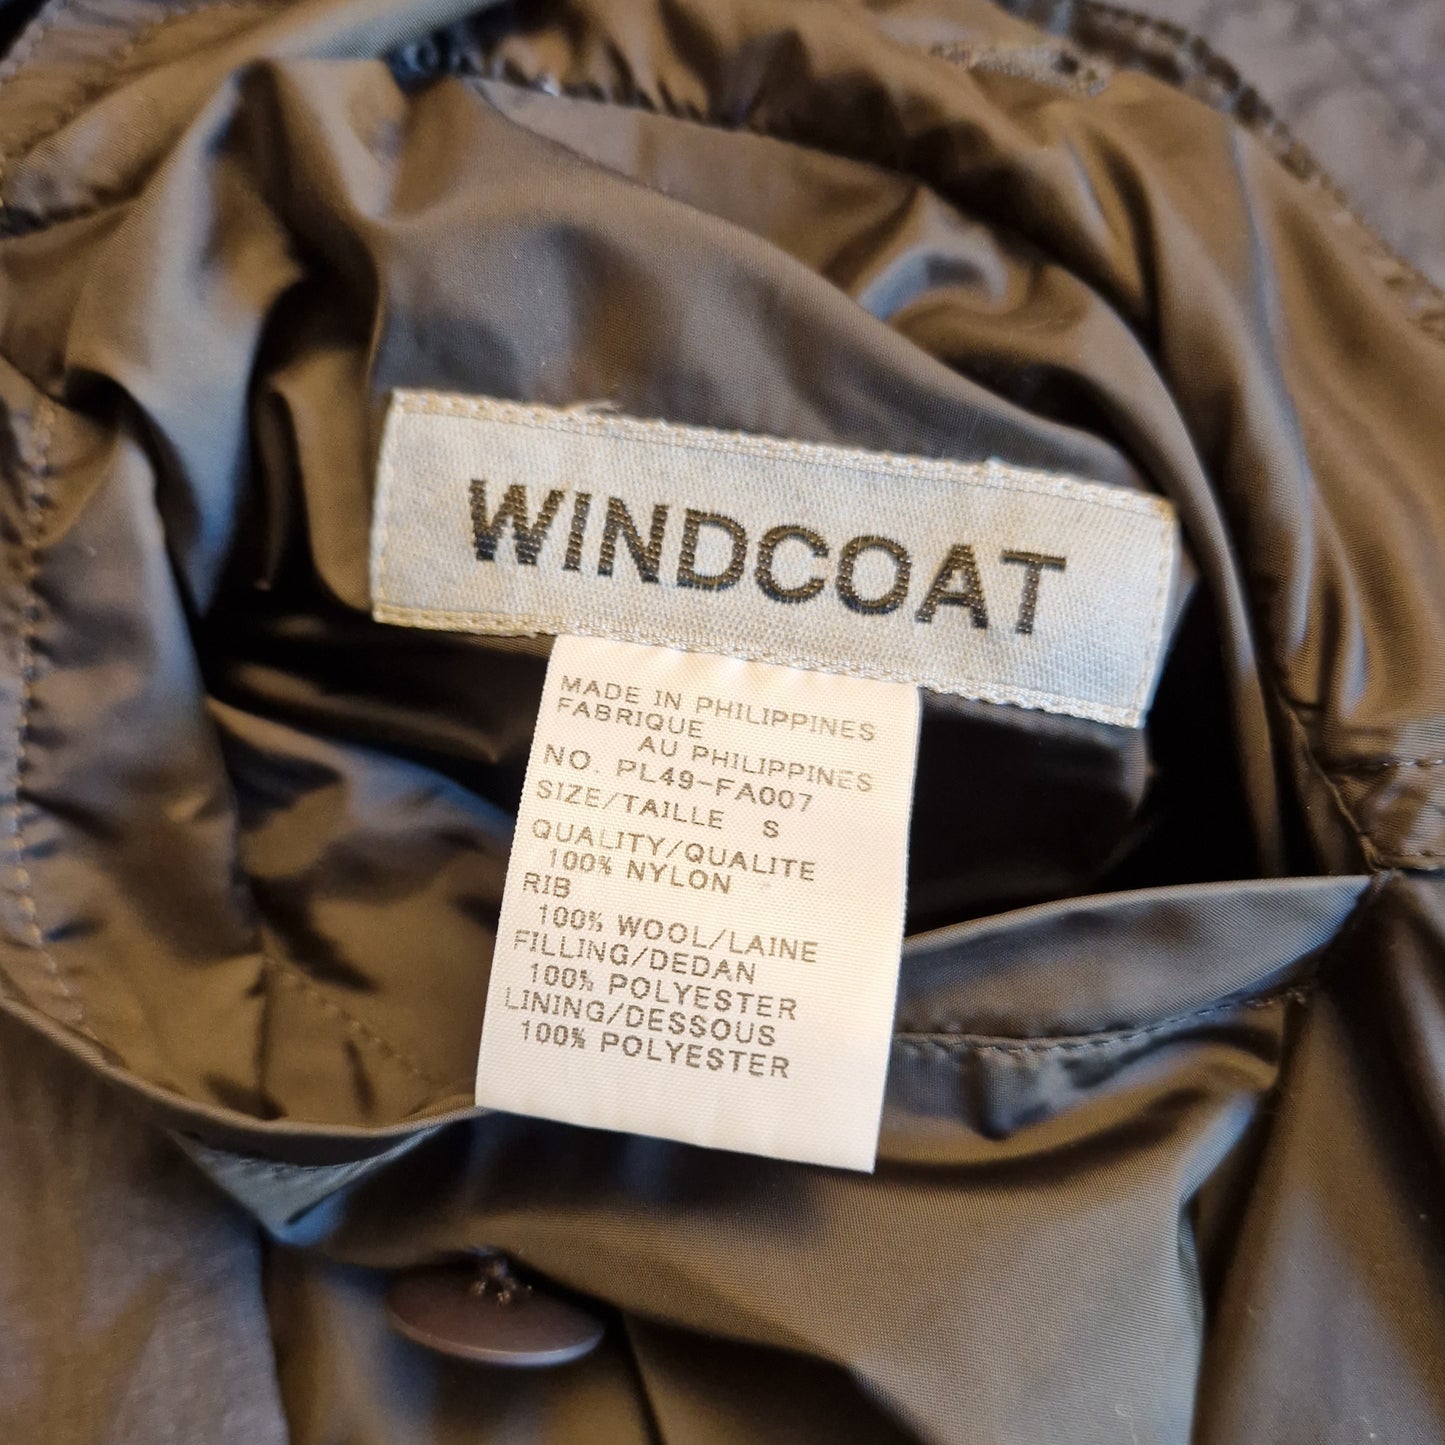 WINDCOAT
MADE IN PHILIPPINES
FABRIQUE
AU PHILIPPINES
NO. PL49-FA007
SIZE/TAILLE S
QUALITY/QUALITE
100% NYLON
RIB
100% WOOL/LAINE
FILLING/DEDAN
100% POLYESTER
LINING/DESSOUS
100% POLYESTER